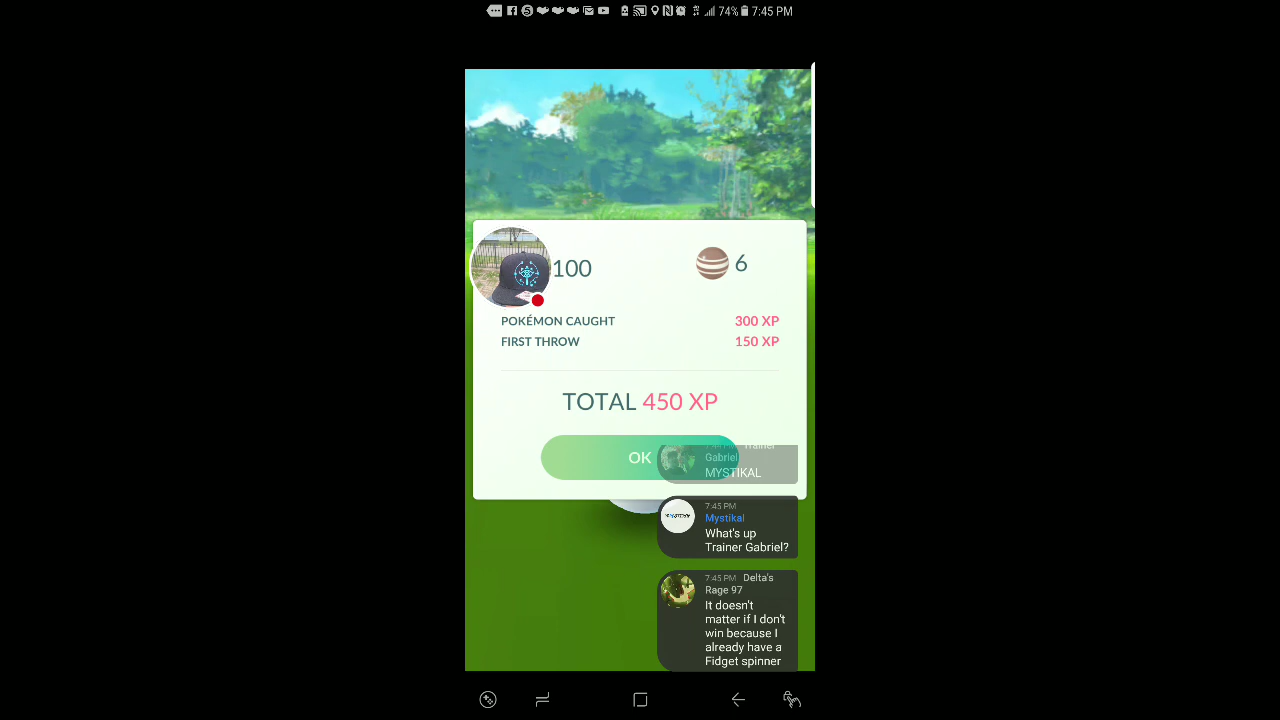 74% 7:45 PM
100
6
POKÉMON CAUGHT 300 XP
FIRST THROW 150 XP
TOTAL 450 XP
OK
Trainer
Gabriel
MYSTIKAL
7:45 PM
Mystikal
What's up
Trainer Gabriel?
7:45 PM Delta's
Rage 97
It doesn't
matter if I don't
win because I
already have a
Fidget spinner